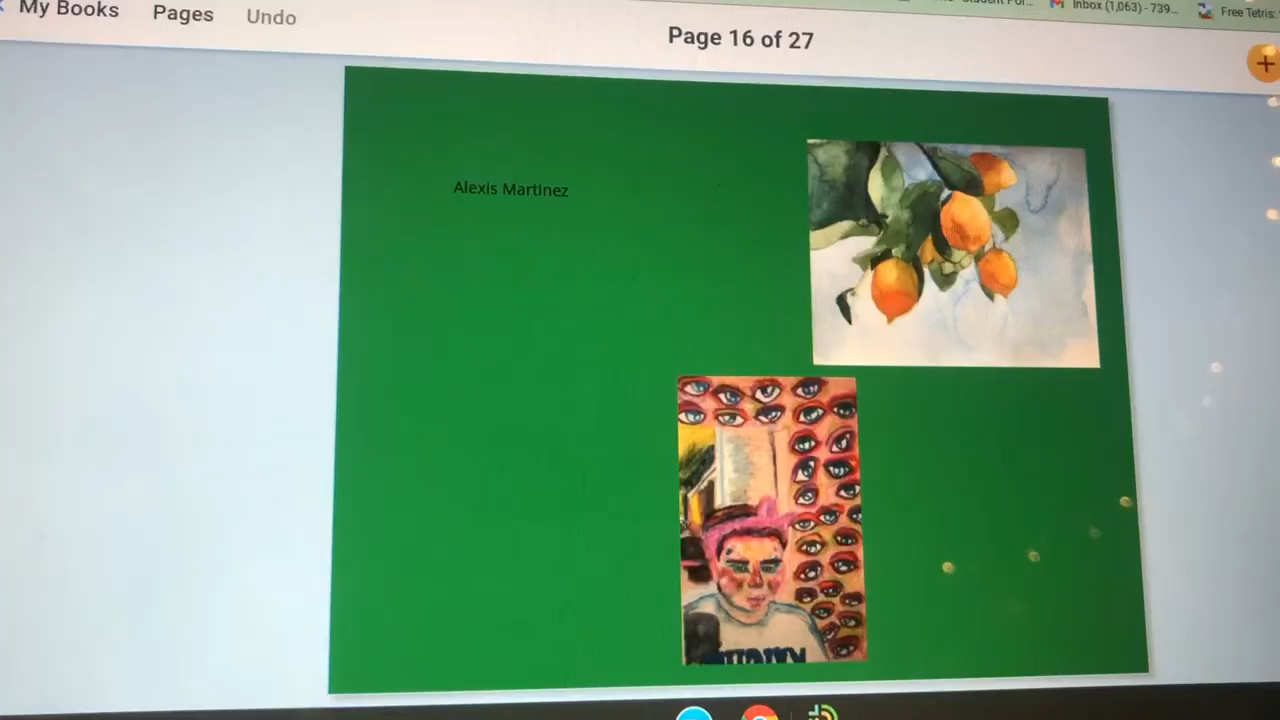 My Books
Pages
Undo
Inbox (1,063) - 739...
Free Tetris:
Page 16 of 27
Alexis Martinez